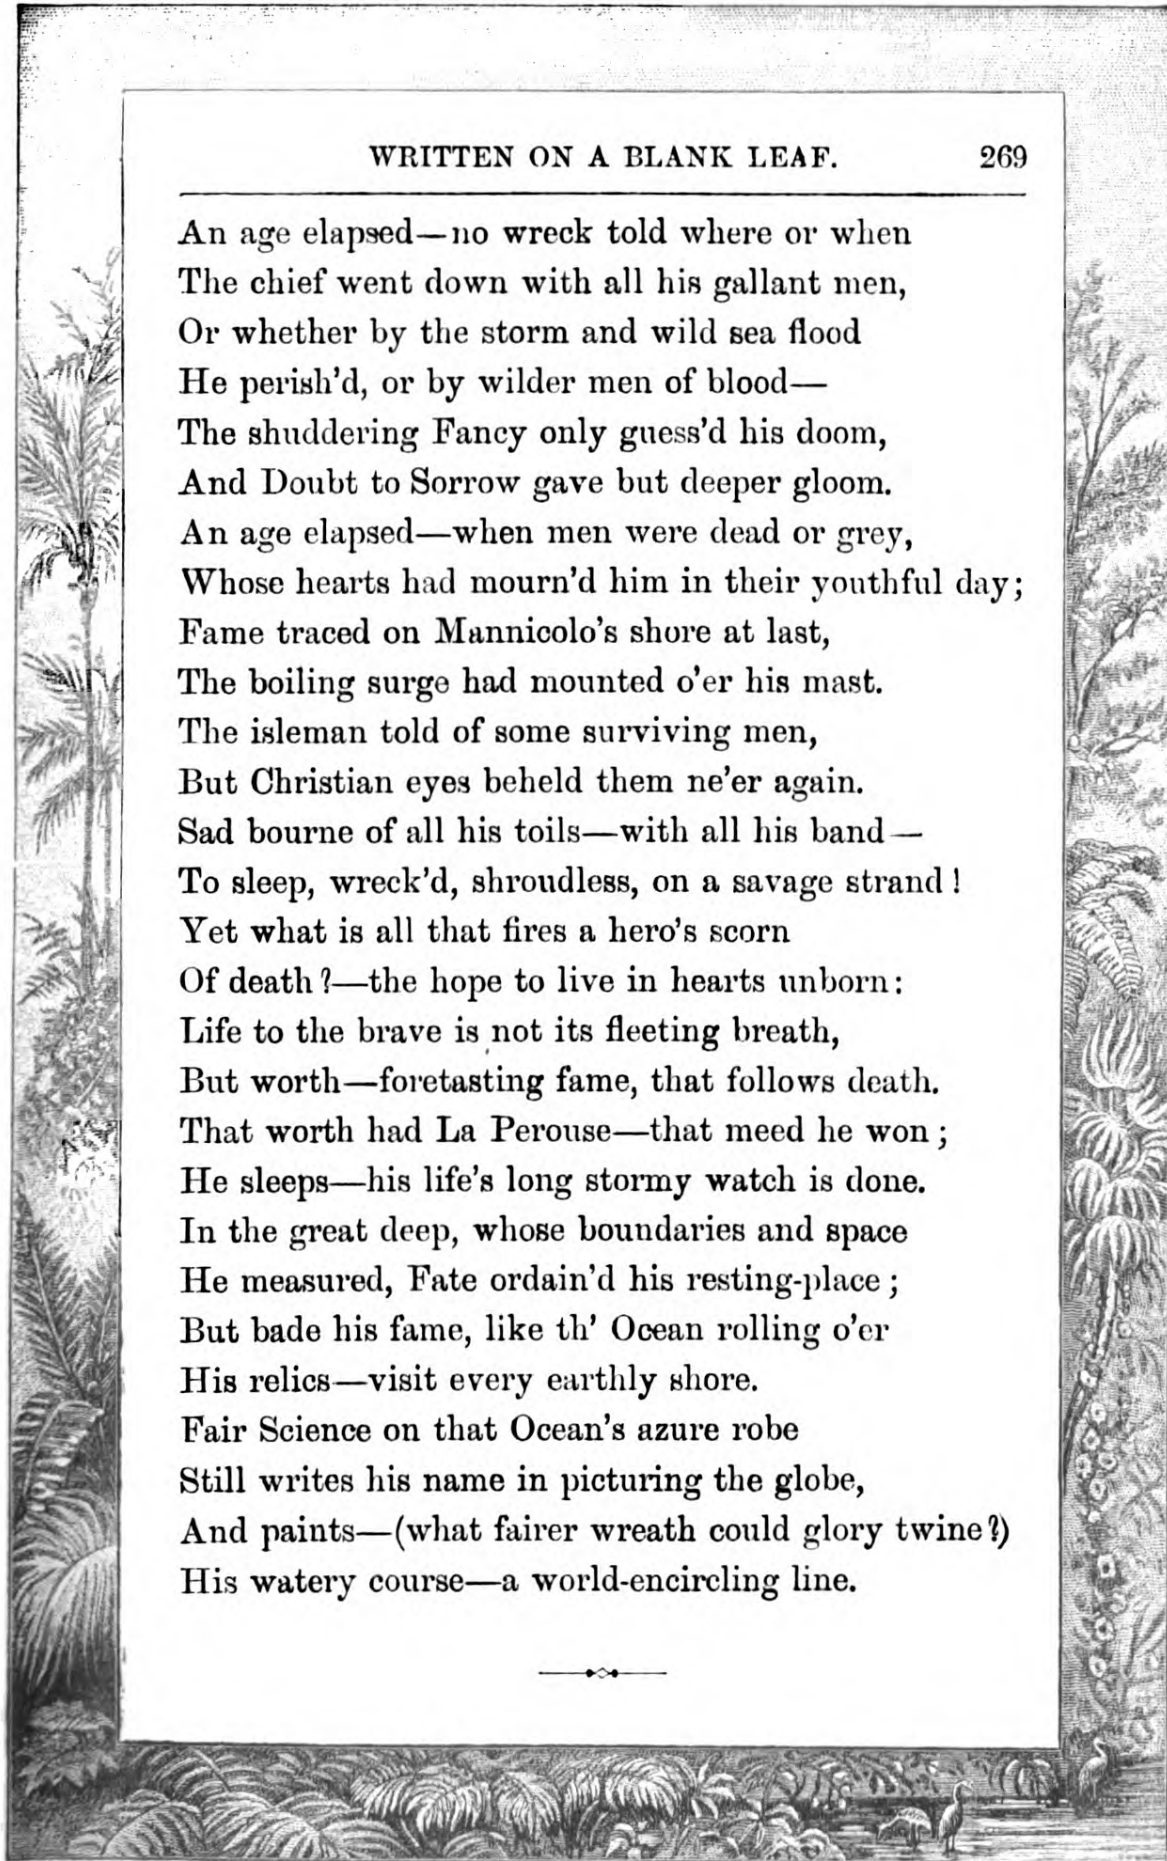 WRITTEN ON A BLANK LEAF. 269
An age elapsed—no wreck told where or when
The chief went down with all his gallant men,
Or whether by the storm and wild sea flood
He perish'd, or by wilder men of blood—
The shuddering Fancy only guess'd his doom,
And Doubt to Sorrow gave but deeper gloom.
An age elapsed—when men were dead or grey,
Whose hearts had mourn'd him in their youthful day;
Fame traced on Mannicolo's shore at last,
The boiling surge had mounted o'er his mast.
The isleman told of some surviving men,
But Christian eyes beheld them ne'er again.
Sad bourne of all his toils—with all his band—
To sleep, wreck'd, shroudless, on a savage strand!
Yet what is all that fires a hero's scorn
Of death?—the hope to live in hearts unborn:
Life to the brave is not its fleeting breath,
But worth—foretasting fame, that follows death.
That worth had La Perouse—that meed he won;
He sleeps—his life's long stormy watch is done.
In the great deep, whose boundaries and space
He measured, Fate ordain'd his resting-place;
But bade his fame, like th' Ocean rolling o'er
His relics—visit every earthly shore.
Fair Science on that Ocean's azure robe
Still writes his name in picturing the globe,
And paints—(what fairer wreath could glory twine?)
His watery course—a world-encircling line.